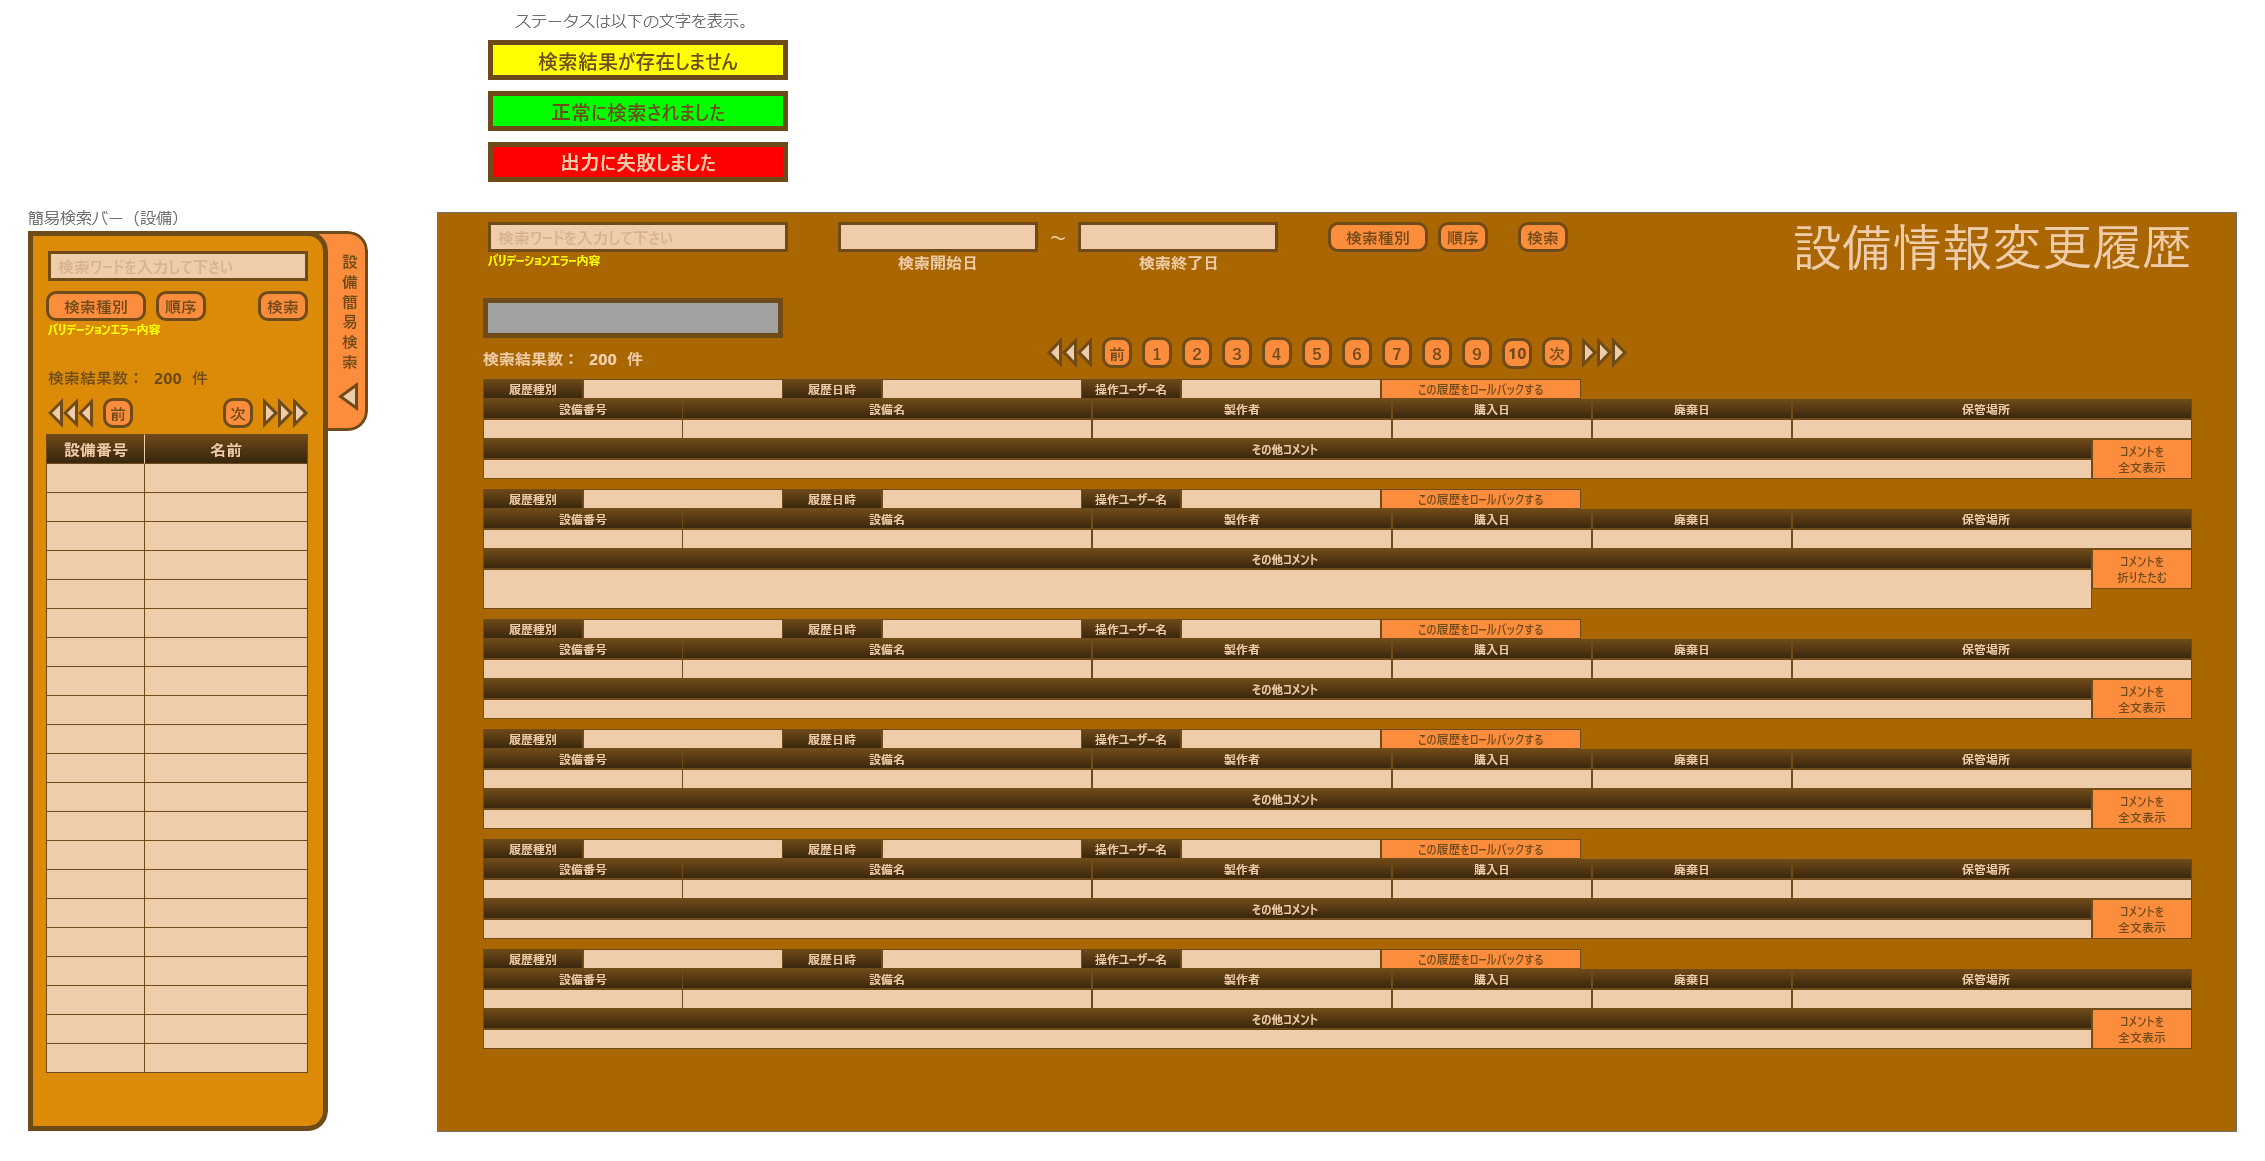 ステータスは以下の文字を表示。
検索結果が存在しません
正常に検索されました
出力に失敗しました
簡易検索バー（設備）
検索ワードを入力して下さい
検索種別 順序 検索
バリデーションエラー内容
検索結果数： 200 件
前 次
設備番号 名前
設備簡易検索
検索ワードを入力して下さい ～ 検索種別 順序 検索
バリデーションエラー内容 検索開始日 検索終了日
設備情報変更履歴
検索結果数： 200 件
前 1 2 3 4 5 6 7 8 9 10 次
履歴種別 履歴日時 操作ユーザー名 この履歴をロールバックする
設備番号 設備名 製作者 購入日 廃棄日 保管場所
その他コメント
コメントを
全文表示
履歴種別 履歴日時 操作ユーザー名 この履歴をロールバックする
設備番号 設備名 製作者 購入日 廃棄日 保管場所
その他コメント
コメントを
折りたたむ
履歴種別 履歴日時 操作ユーザー名 この履歴をロールバックする
設備番号 設備名 製作者 購入日 廃棄日 保管場所
その他コメント
コメントを
全文表示
履歴種別 履歴日時 操作ユーザー名 この履歴をロールバックする
設備番号 設備名 製作者 購入日 廃棄日 保管場所
その他コメント
コメントを
全文表示
履歴種別 履歴日時 操作ユーザー名 この履歴をロールバックする
設備番号 設備名 製作者 購入日 廃棄日 保管場所
その他コメント
コメントを
全文表示
履歴種別 履歴日時 操作ユーザー名 この履歴をロールバックする
設備番号 設備名 製作者 購入日 廃棄日 保管場所
その他コメント
コメントを
全文表示